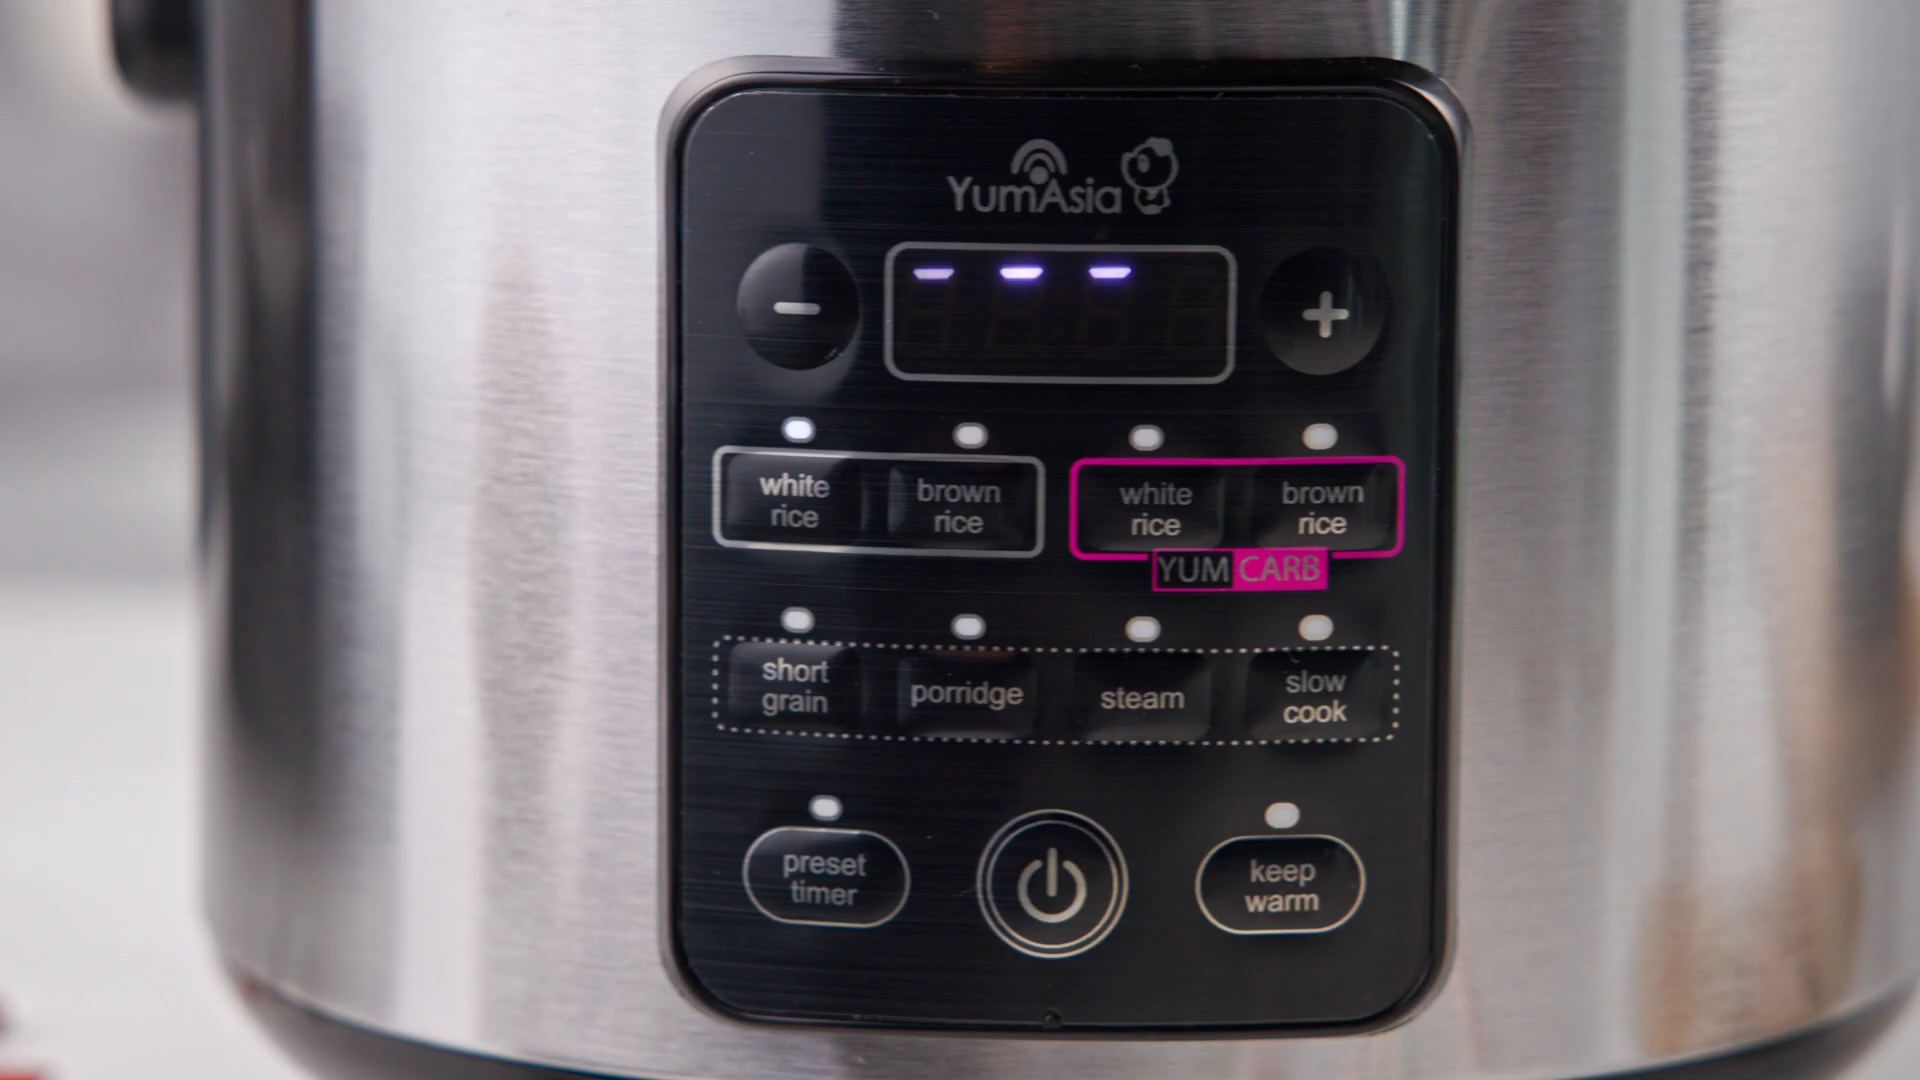 YumAsia
- - -
white brown white brown
rice rice rice rice
YUM CARB
short porridge steam slow
grain cook
preset keep
timer warm